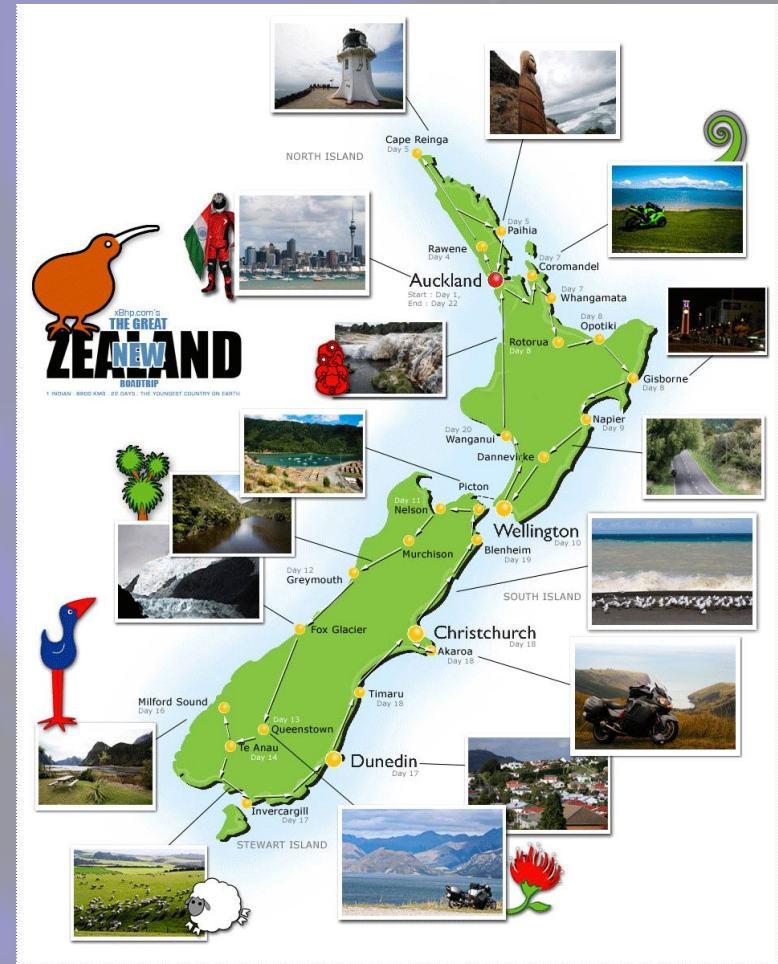 Cape Reinga
Day 5
NORTH ISLAND
Day 5
Paihia
Rawene
Day 4
Day 7
Coromandel
Auckland
Start : Day 1,
End : Day 22
Day 7
Whangamata
xBhp.com's
THE GREAT
ZEALAND
NEW
ROADTRIP
1 INDIAN . 8800 KMS . 22 DAYS . THE YOUNGEST COUNTRY ON EARTH
Day 8
Opotiki
Rotorua
Day 8
Gisborne
Day 8
Napier
Day 9
Day 20
Wanganui
Dannevirke
Picton
Day 11
Nelson
Wellington
Day 10
Murchison
Blenheim
Day 19
Day 12
Greymouth
SOUTH ISLAND
Fox Glacier
Christchurch
Day 18
Akaroa
Day 18
Timaru
Day 18
Milford Sound
Day 16
Day 13
Queenstown
Te Anau
Day 14
Dunedin
Day 17
Invercargill
Day 17
STEWART ISLAND